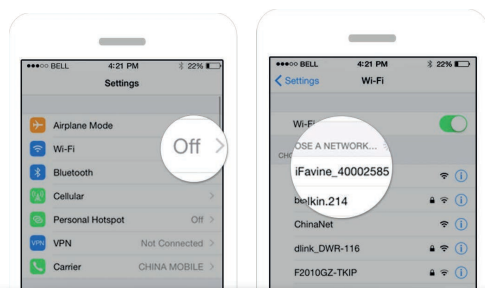 BELL 4:21 PM 22%
Settings
Airplane Mode
Wi-Fi Off
Bluetooth
Cellular
Personal Hotspot Off
VPN VPN Not Connected
Carrier CHINA MOBILE
BELL 4:21 PM 22%
Settings Wi-Fi
Wi-Fi
CHO OSE A NETWORK...
iFavine_40002585
belkin.214
ChinaNet
dlink_DWR-116
F2010GZ-TKIP